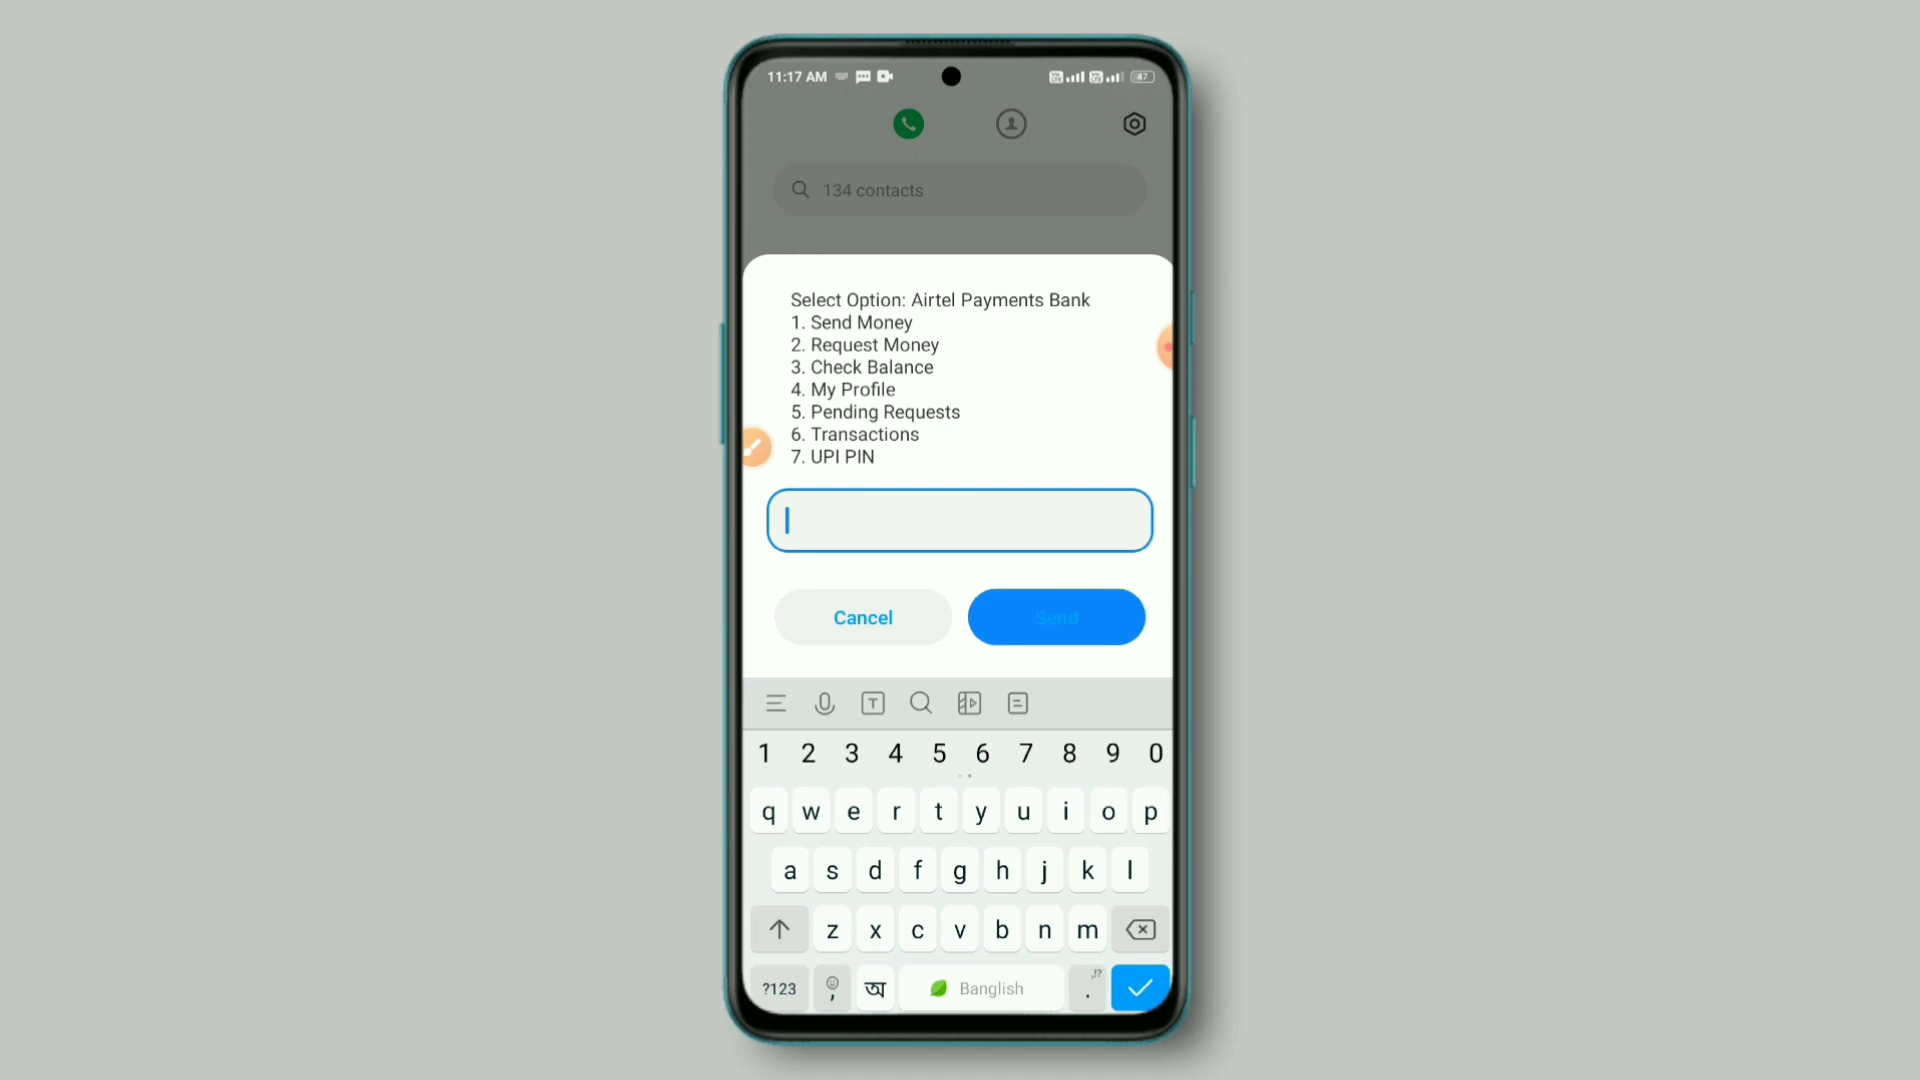 11:17 AM
47
134 contacts
Select Option: Airtel Payments Bank
1. Send Money
2. Request Money
3. Check Balance
4. My Profile
5. Pending Requests
6. Transactions
7. UPI PIN
Cancel Send
T
1 2 3 4 5 6 7 8 9 0
q w e r t y u i o p
a s d f g h j k l
z x c v b n m
?123 , অ Banglish . ,!?